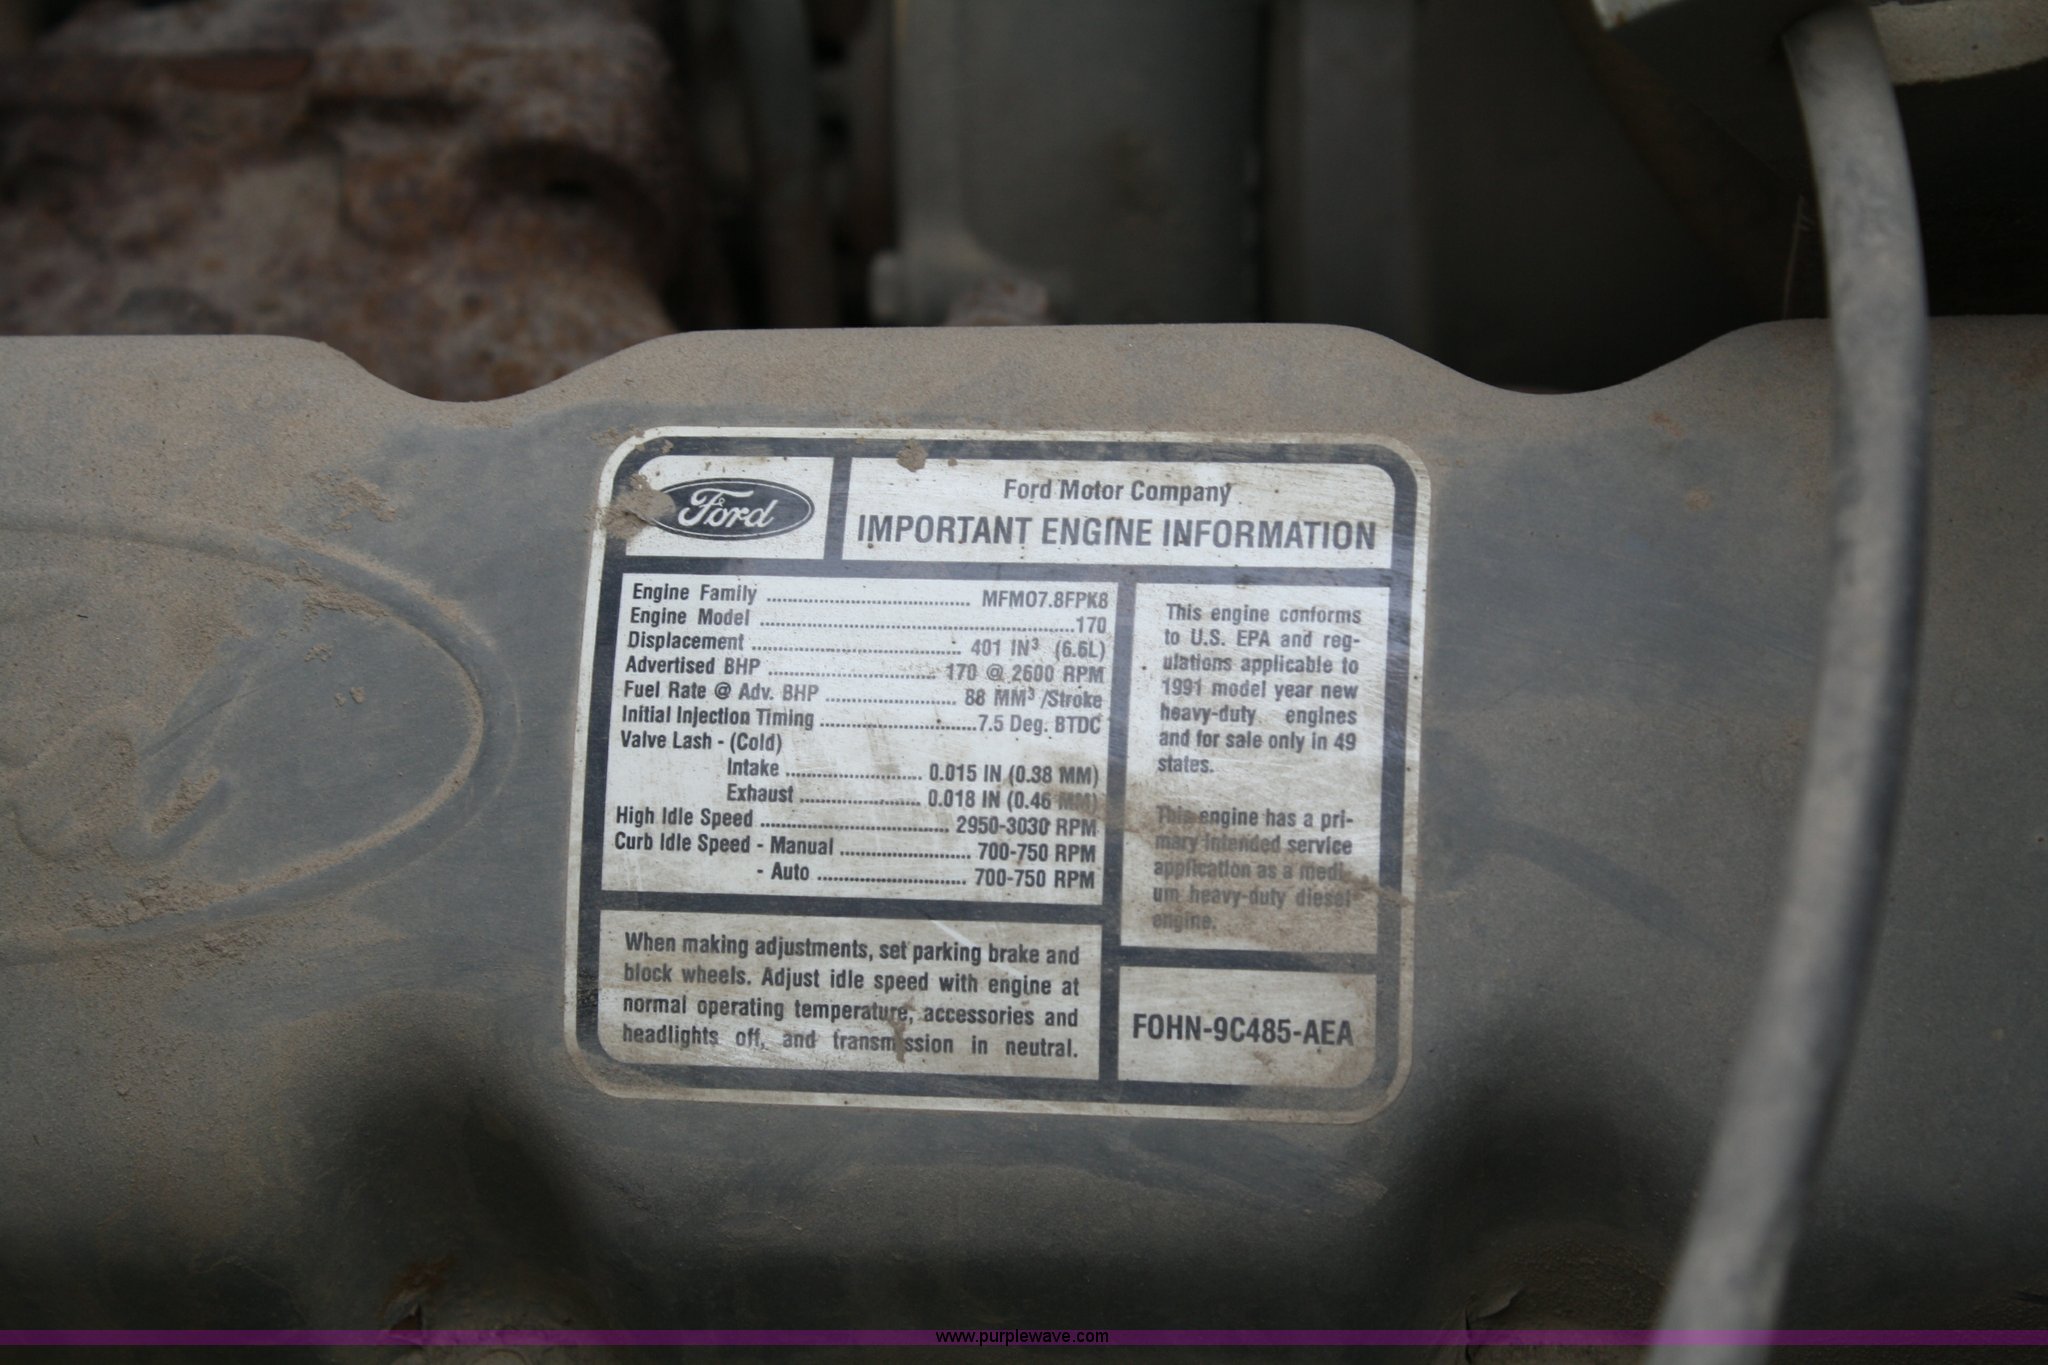 Ford
Ford Motor Company
IMPORTANT ENGINE INFORMATION
Engine Family ........................................ MFM07.8FPK8
Engine Model ..............................................................170
Displacement ......................................... 401 IN³ (6.6L)
Advertised BHP ................................. 170 @ 2600 RPM
Fuel Rate @ Adv. BHP .......................... 88 MM³ /Stroke
Initial Injection Timing ...............................7.5 Deg. BTDC
Valve Lash - (Cold)
Intake ........................... 0.015 IN (0.38 MM)
Exhaust ........................ 0.018 IN (0.46 MM)
High Idle Speed ..................................... 2950-3030 RPM
Curb Idle Speed - Manual .......................... 700-750 RPM
- Auto .............................. 700-750 RPM
This engine conforms
to U.S. EPA and reg-
ulations applicable to
1991 model year new
heavy-duty engines
and for sale only in 49
states.
This engine has a pri-
mary intended service
application as a medi-
um heavy-duty diesel
engine.
When making adjustments, set parking brake and
block wheels. Adjust idle speed with engine at
normal operating temperature, accessories and
headlights off, and transmission in neutral.
FOHN-9C485-AEA
www.purplewave.com